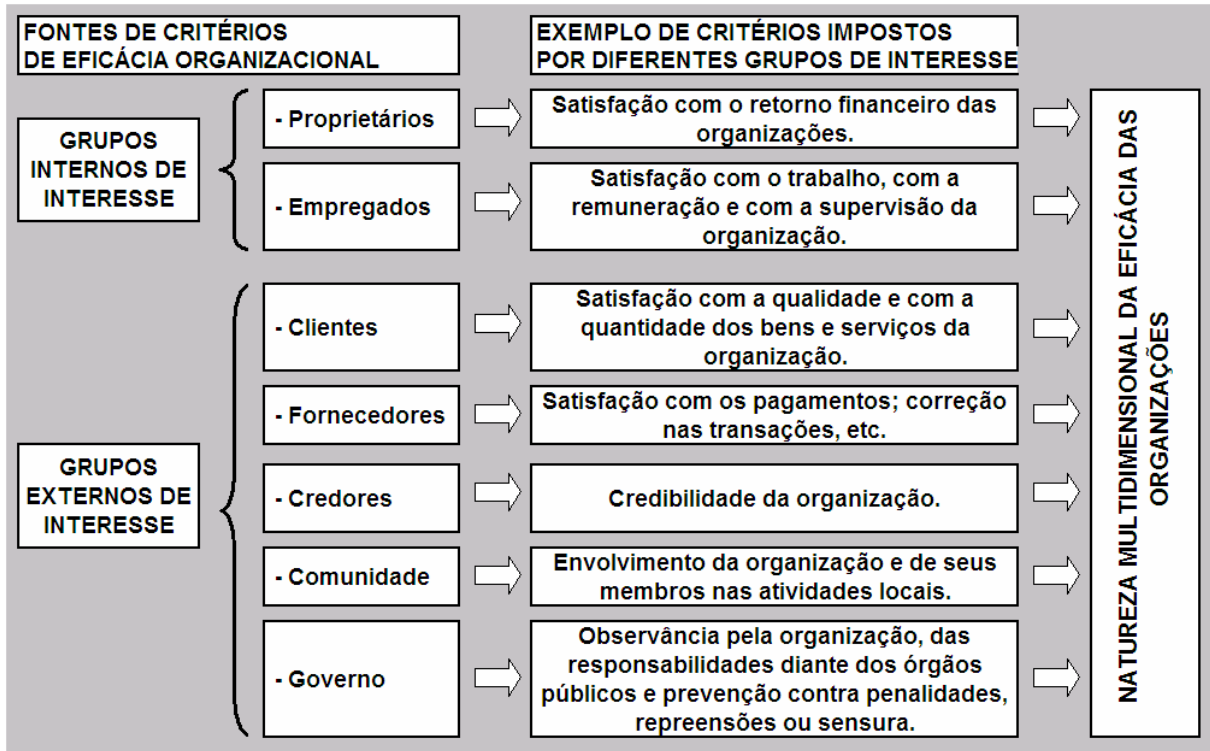 FONTES DE CRITÉRIOS
DE EFICÁCIA ORGANIZACIONAL
EXEMPLO DE CRITÉRIOS IMPOSTOS
POR DIFERENTES GRUPOS DE INTERESSE
GRUPOS
INTERNOS DE
INTERESSE
- Proprietários
Satisfação com o retorno financeiro das
organizações.
- Empregados
Satisfação com o trabalho, com a
remuneração e com a supervisão da
organização.
GRUPOS
EXTERNOS DE
INTERESSE
- Clientes
Satisfação com a qualidade e com a
quantidade dos bens e serviços da
organização.
- Fornecedores
Satisfação com os pagamentos; correção
nas transações, etc.
- Credores
Credibilidade da organização.
- Comunidade
Envolvimento da organização e de seus
membros nas atividades locais.
- Governo
Observância pela organização, das
responsabilidades diante dos órgãos
públicos e prevenção contra penalidades,
repreensões ou sensura.
NATUREZA MULTIDIMENSIONAL DA EFICÁCIA DAS
ORGANIZAÇÕES